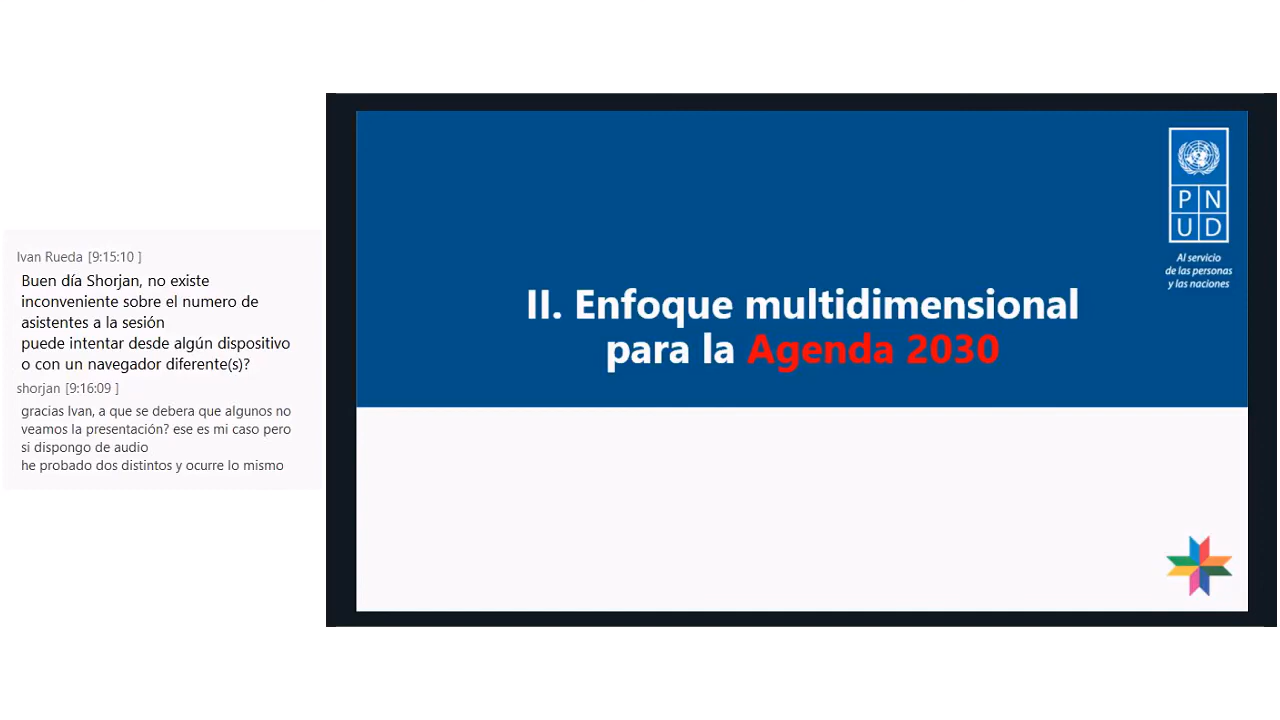 Ivan Rueda [9:15:10 ]
Buen día Shorjan, no existe
inconveniente sobre el numero de
asistentes a la sesión
puede intentar desde algún dispositivo
o con un navegador diferente(s)?
shorjan [9:16:09 ]
gracias Ivan, a que se debera que algunos no
veamos la presentación? ese es mi caso pero
si dispongo de audio
he probado dos distintos y ocurre lo mismo
P N
U D
Al servicio
de las personas
y las naciones
II. Enfoque multidimensional
para la Agenda 2030